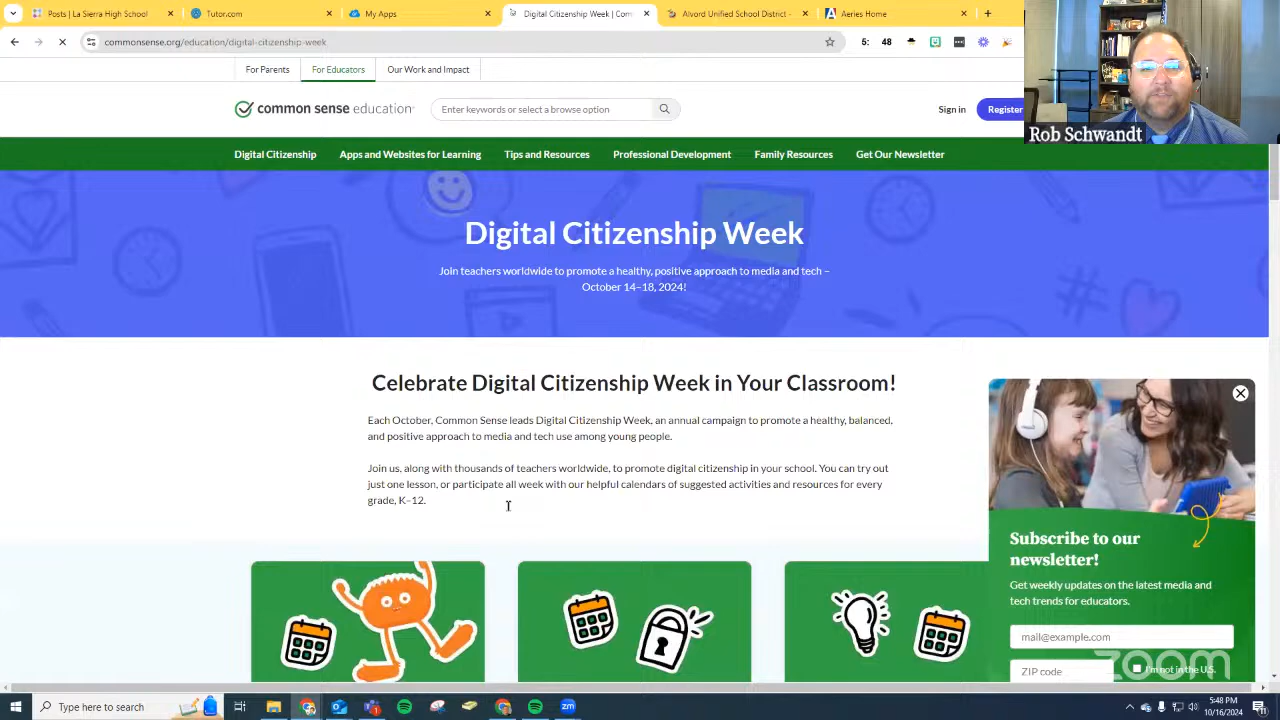 Posts | La Sierra High School
Tutor.com
My Apps
Digital Citizenship Week | Com
Alvord Unified School District -
Aeries Home
commonsense.org/education/digital-citizenship-week
5:
48
For Parents
For Educators
Our Work and Impact
common sense education
Enter keywords or select a browse option
Sign in
Register
Rob Schwandt
Digital Citizenship
Apps and Websites for Learning
Tips and Resources
Professional Development
Family Resources
Get Our Newsletter
Digital Citizenship Week
Join teachers worldwide to promote a healthy, positive approach to media and tech –
October 14–18, 2024!
Celebrate Digital Citizenship Week in Your Classroom!
Each October, Common Sense leads Digital Citizenship Week, an annual campaign to promote a healthy, balanced,
and positive approach to media and tech use among young people.
Join us, along with thousands of teachers worldwide, to promote digital citizenship in your school. You can try out
just one lesson, or participate all week with our helpful calendars of suggested activities and resources for every
grade, K–12.
Subscribe to our
newsletter!
Get weekly updates on the latest media and
tech trends for educators.
mail@example.com
ZIP code
I'm not in the U.S.
zoom
Type here to search
5:48 PM
10/16/2024